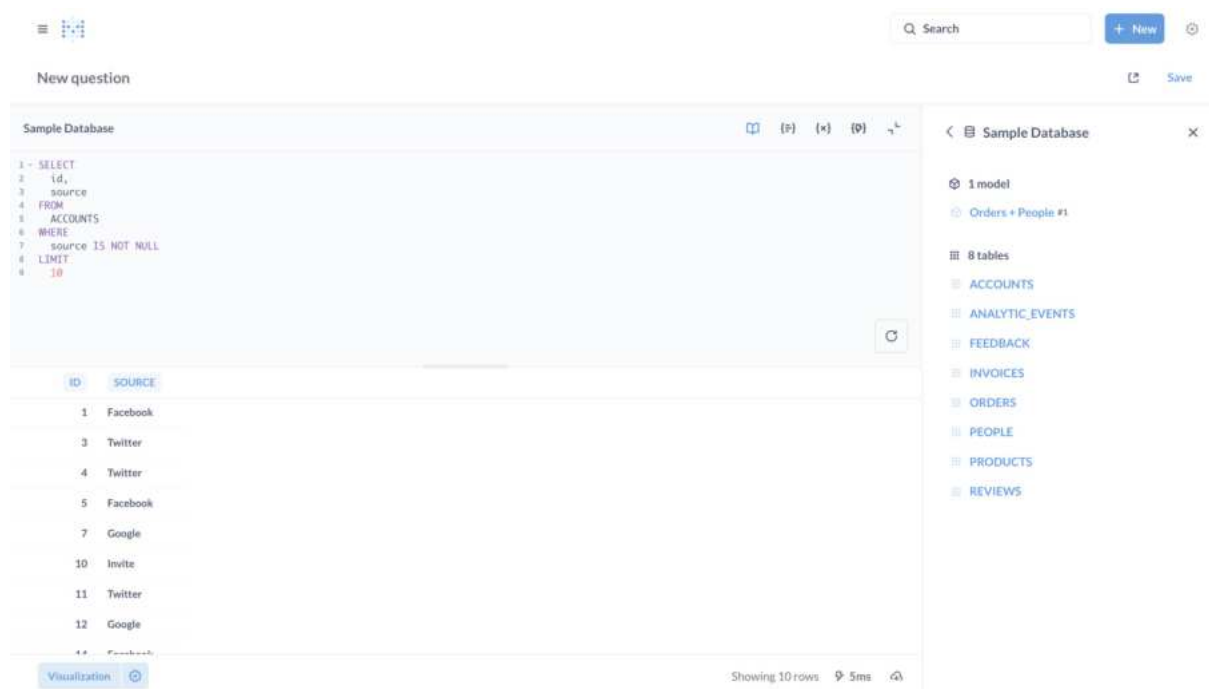 Search
+ New
New question
Save
Sample Database
1 SELECT
2 id,
3 source
4 FROM
5 ACCOUNTS
6 WHERE
7 source IS NOT NULL
8 LIMIT
9 10
ID SOURCE
1 Facebook
3 Twitter
4 Twitter
5 Facebook
7 Google
10 Invite
11 Twitter
12 Google
14 Facebook
Visualization
Showing 10 rows 5ms
Sample Database
1 model
Orders + People #1
8 tables
ACCOUNTS
ANALYTIC_EVENTS
FEEDBACK
INVOICES
ORDERS
PEOPLE
PRODUCTS
REVIEWS